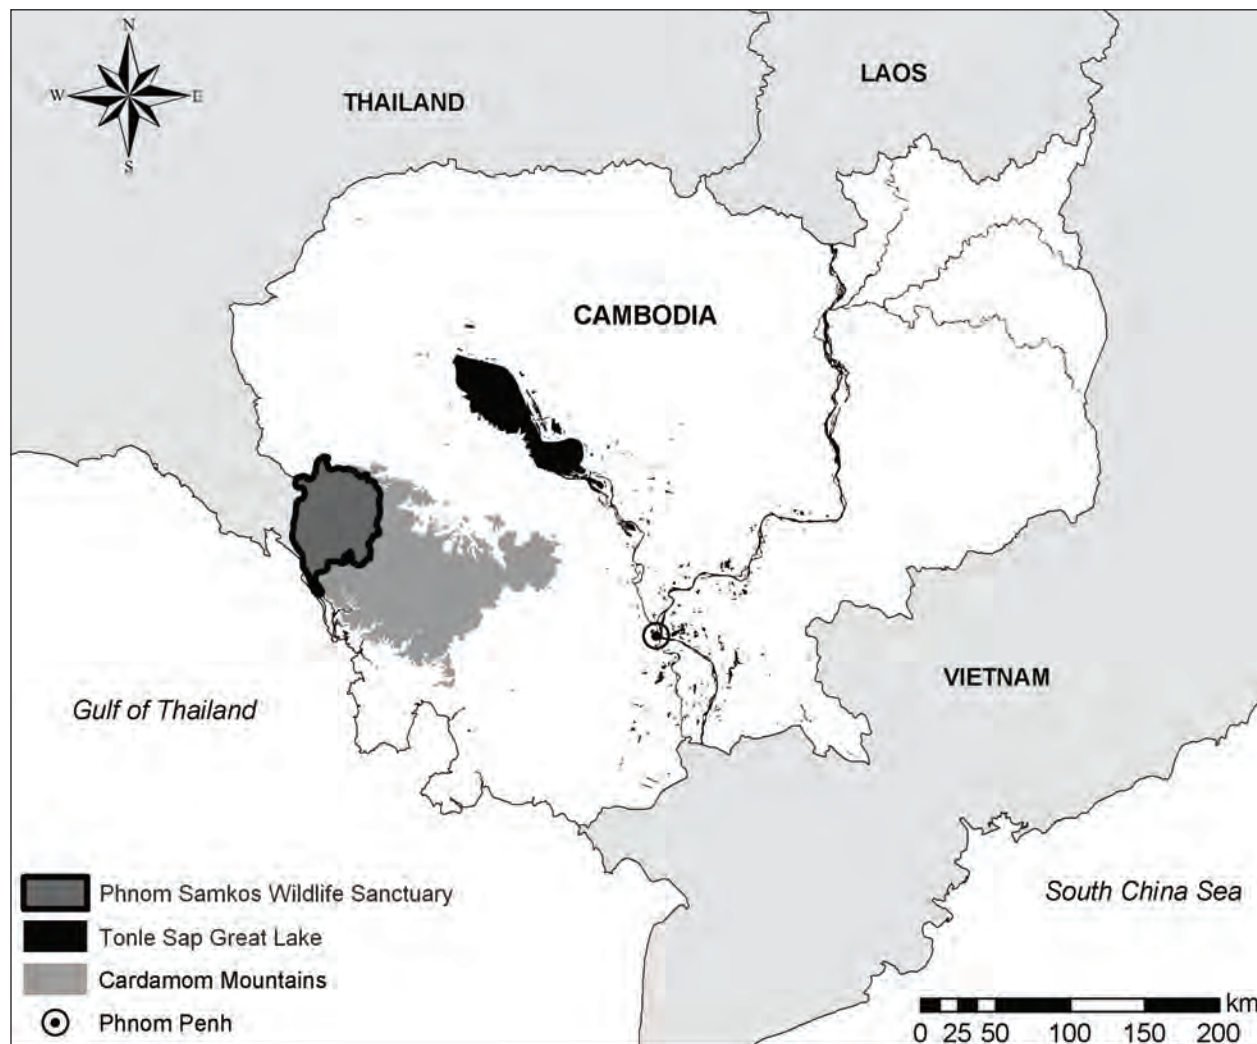 N
W E
S
THAILAND
LAOS
CAMBODIA
VIETNAM
Gulf of Thailand
South China Sea
Phnom Samkos Wildlife Sanctuary
Tonle Sap Great Lake
Cardamom Mountains
Phnom Penh
km
0 25 50 100 150 200